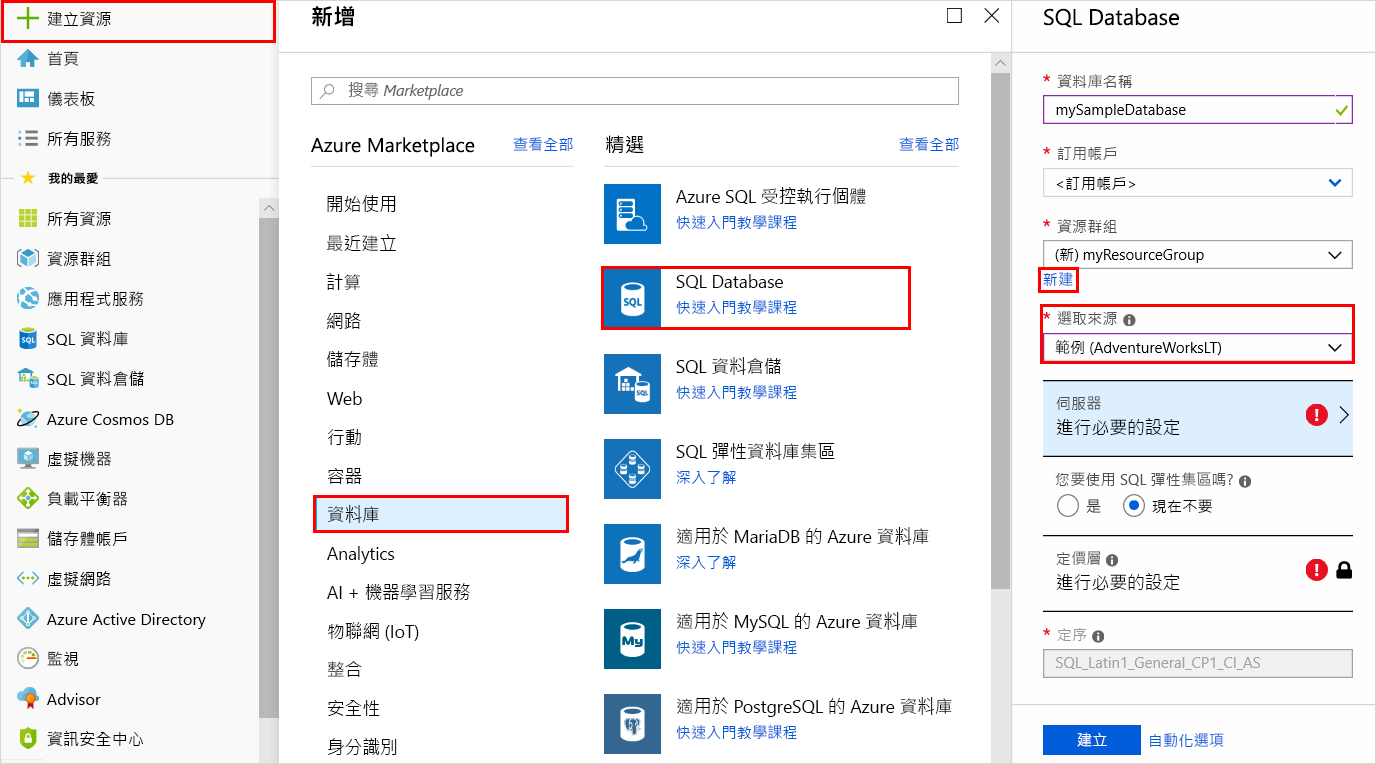 建立資源
首頁
儀表板
所有服務
我的最愛
所有資源
資源群組
應用程式服務
SQL 資料庫
SQL 資料倉儲
Azure Cosmos DB
虛擬機器
負載平衡器
儲存體帳戶
虛擬網路
Azure Active Directory
監視
Advisor
資訊安全中心
新增
搜尋 Marketplace
Azure Marketplace
查看全部
開始使用
最近建立
計算
網路
儲存體
Web
行動
容器
資料庫
Analytics
AI + 機器學習服務
物聯網 (IoT)
整合
安全性
身分識別
精選
查看全部
Azure SQL 受控執行個體
快速入門教學課程
SQL
SQL Database
快速入門教學課程
SQL 資料倉儲
快速入門教學課程
SQL 彈性資料庫集區
深入了解
適用於 MariaDB 的 Azure 資料庫
深入了解
My
適用於 MySQL 的 Azure 資料庫
快速入門教學課程
適用於 PostgreSQL 的 Azure 資料庫
快速入門教學課程
SQL Database
* 資料庫名稱
mySampleDatabase
* 訂用帳戶
<訂用帳戶>
* 資源群組
(新) myResourceGroup
新建
* 選取來源
範例 (AdventureWorksLT)
伺服器
進行必要的設定
您要使用 SQL 彈性集區嗎?
是
現在不要
定價層
進行必要的設定
* 定序
SQL_Latin1_General_CP1_CI_AS
建立
自動化選項